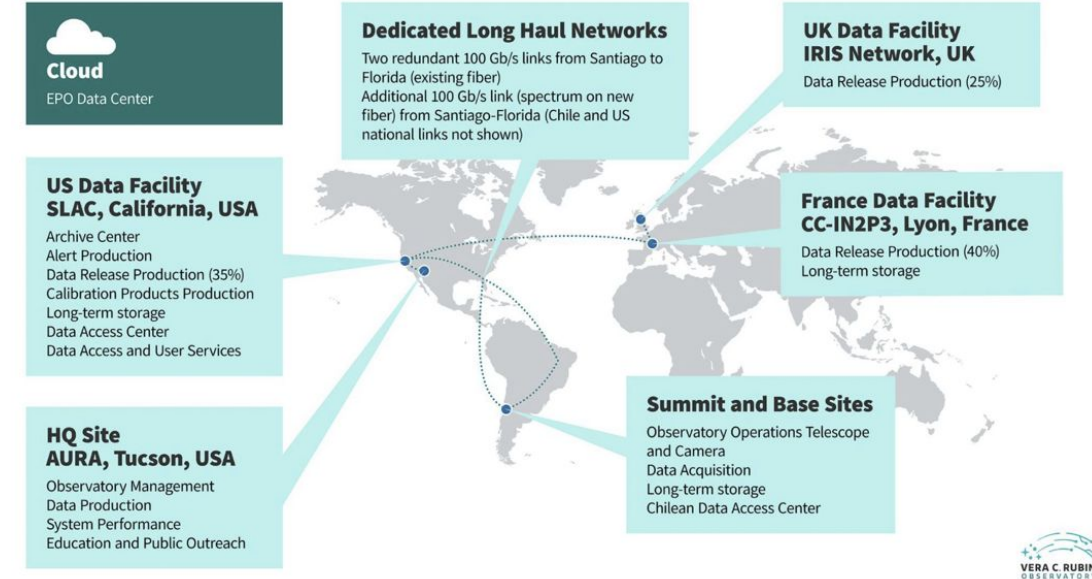 Cloud
EPO Data Center
Dedicated Long Haul Networks
Two redundant 100 Gb/s links from Santiago to
Florida (existing fiber)
Additional 100 Gb/s link (spectrum on new
fiber) from Santiago-Florida (Chile and US
national links not shown)
UK Data Facility
IRIS Network, UK
Data Release Production (25%)
US Data Facility
SLAC, California, USA
Archive Center
Alert Production
Data Release Production (35%)
Calibration Products Production
Long-term storage
Data Access Center
Data Access and User Services
France Data Facility
CC-IN2P3, Lyon, France
Data Release Production (40%)
Long-term storage
HQ Site
AURA, Tucson, USA
Observatory Management
Data Production
System Performance
Education and Public Outreach
Summit and Base Sites
Observatory Operations Telescope
and Camera
Data Acquisition
Long-term storage
Chilean Data Access Center
VERA C. RUBIN
OBSERVATORY